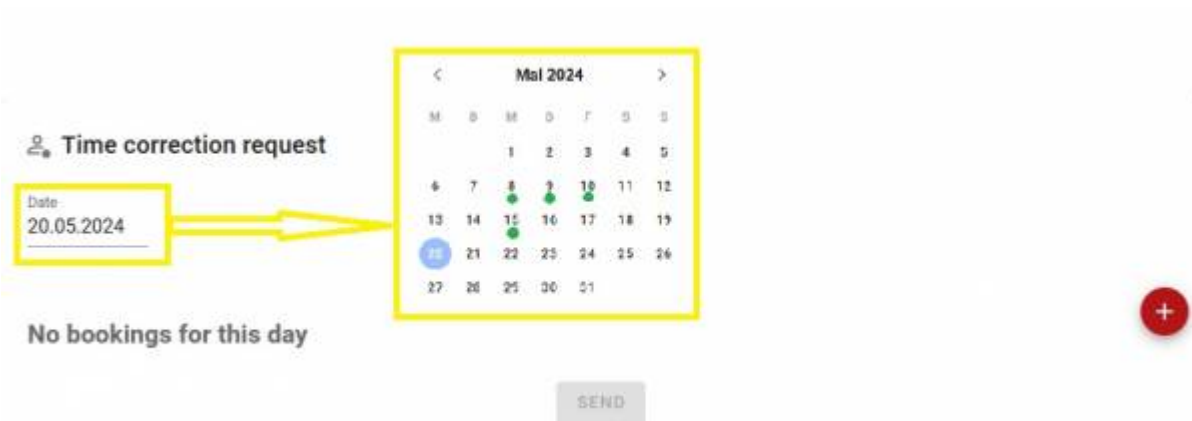 Time correction request
Date
20.05.2024
No bookings for this day
Mai 2024
M D M D F S S
1 2 3 4 5
6 7 8 9 10 11 12
13 14 15 16 17 18 19
20 21 22 23 24 25 26
27 28 29 30 31
+
SEND